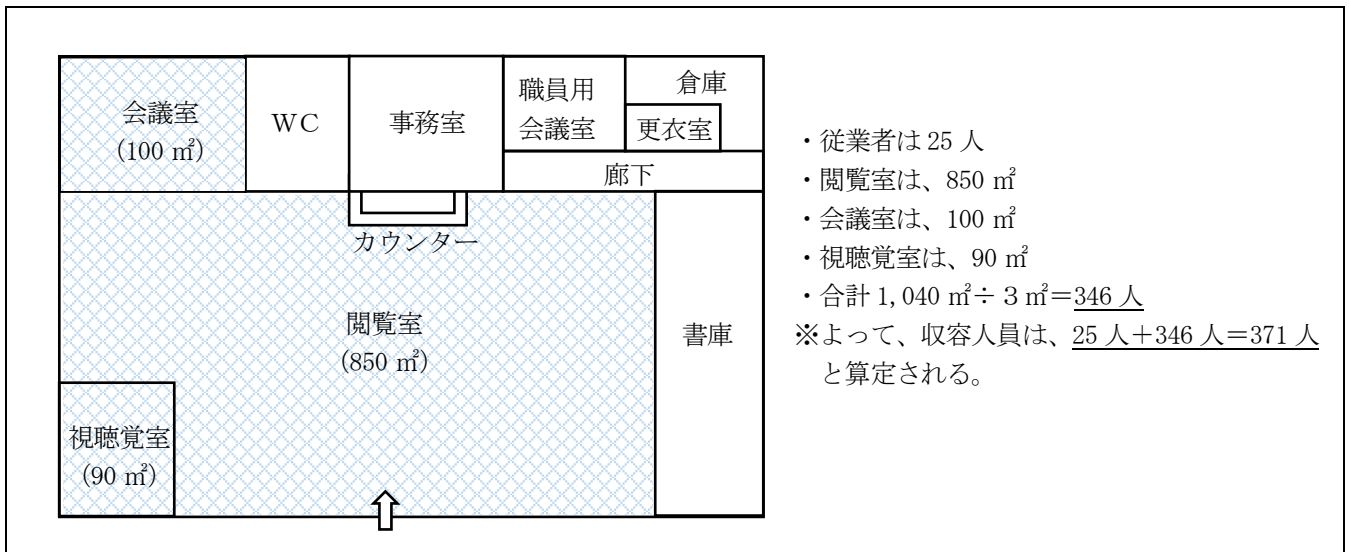 会議室
(100 ㎡)
ＷＣ
事務室
職員用
会議室
倉庫
更衣室
廊下
カウンター
閲覧室
(850 ㎡)
書庫
視聴覚室
(90 ㎡)
・従業者は 25 人
・閲覧室は、850 ㎡
・会議室は、100 ㎡
・視聴覚室は、90 ㎡
・合計 1,040 ㎡÷３㎡＝346 人
※よって、収容人員は、25 人＋346 人＝371 人
と算定される。